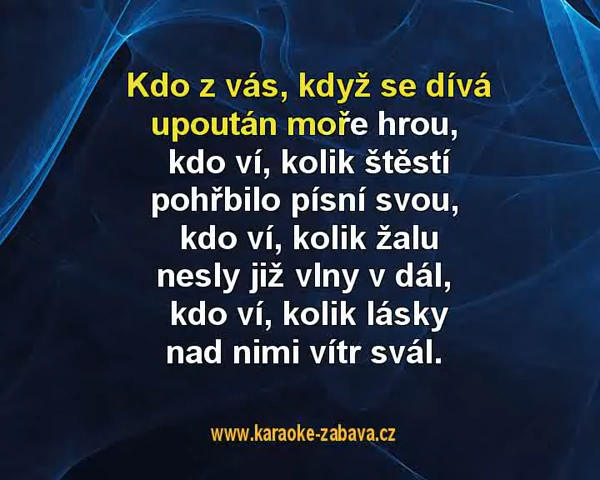 Kdo z vás, když se dívá
upoután moře hrou,
kdo ví, kolik štěstí
pohřbilo písní svou,
kdo ví, kolik žalu
nesly již vlny v dál,
kdo ví, kolik lásky
nad nimi vítr svál.
www.karaoke-zabava.cz